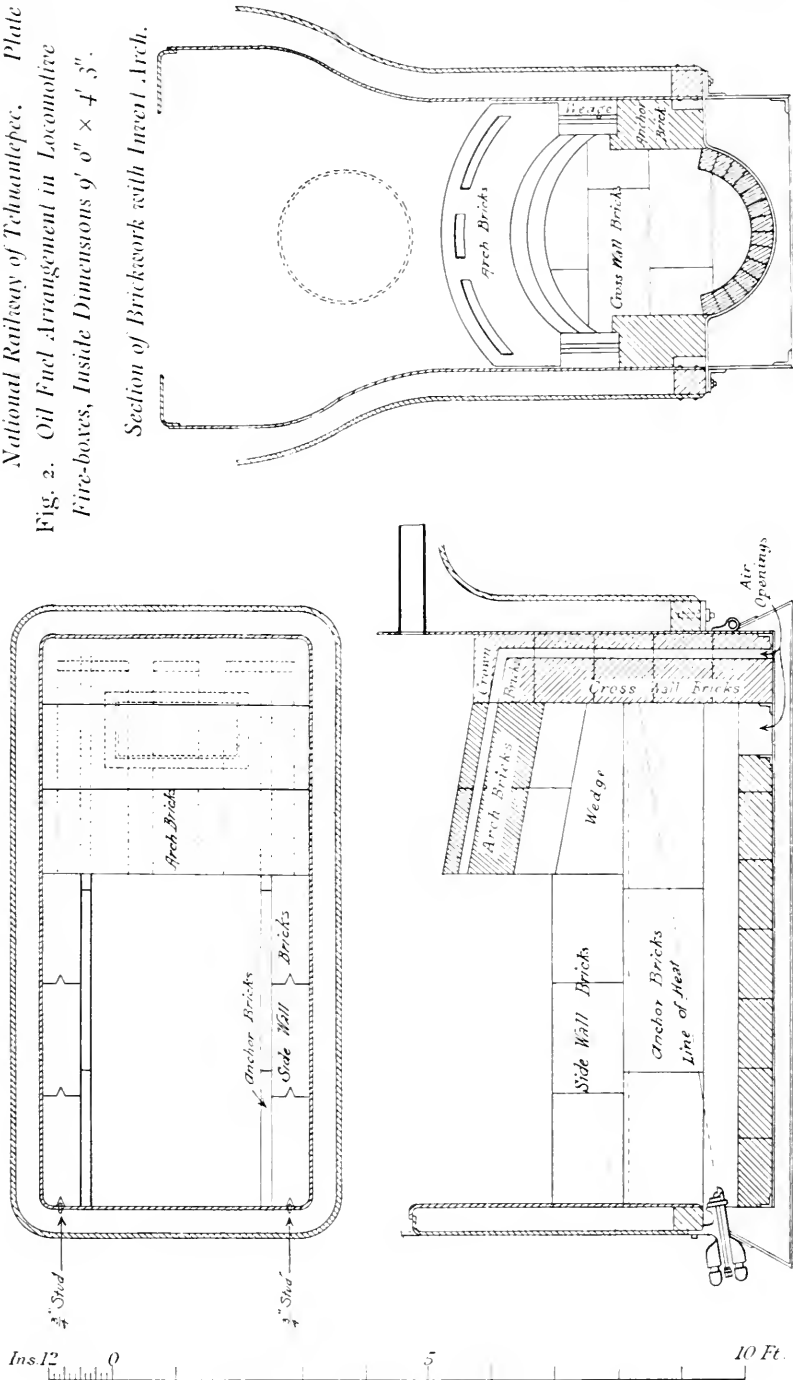 National Railway of Tehuantepec. Plate
Fig. 2. Oil Fuel Arrangement in Locomotive
Fire-boxes, Inside Dimensions 9' 0" × 4' 3".
Section of Brickwork with Invert Arch.
Arch Bricks
Wedge
Anchor
Brick
Cross Wall Bricks
Arch Bricks
Anchor Bricks
Side Wall Bricks
3/4" Stud
3/4" Stud
Crown
Bricks
Cross Wall Bricks
Arch Bricks
Wedge
Side Wall Bricks
Anchor Bricks
Line of Heat
Air
Openings
Ins.12 0 5 10 Ft.